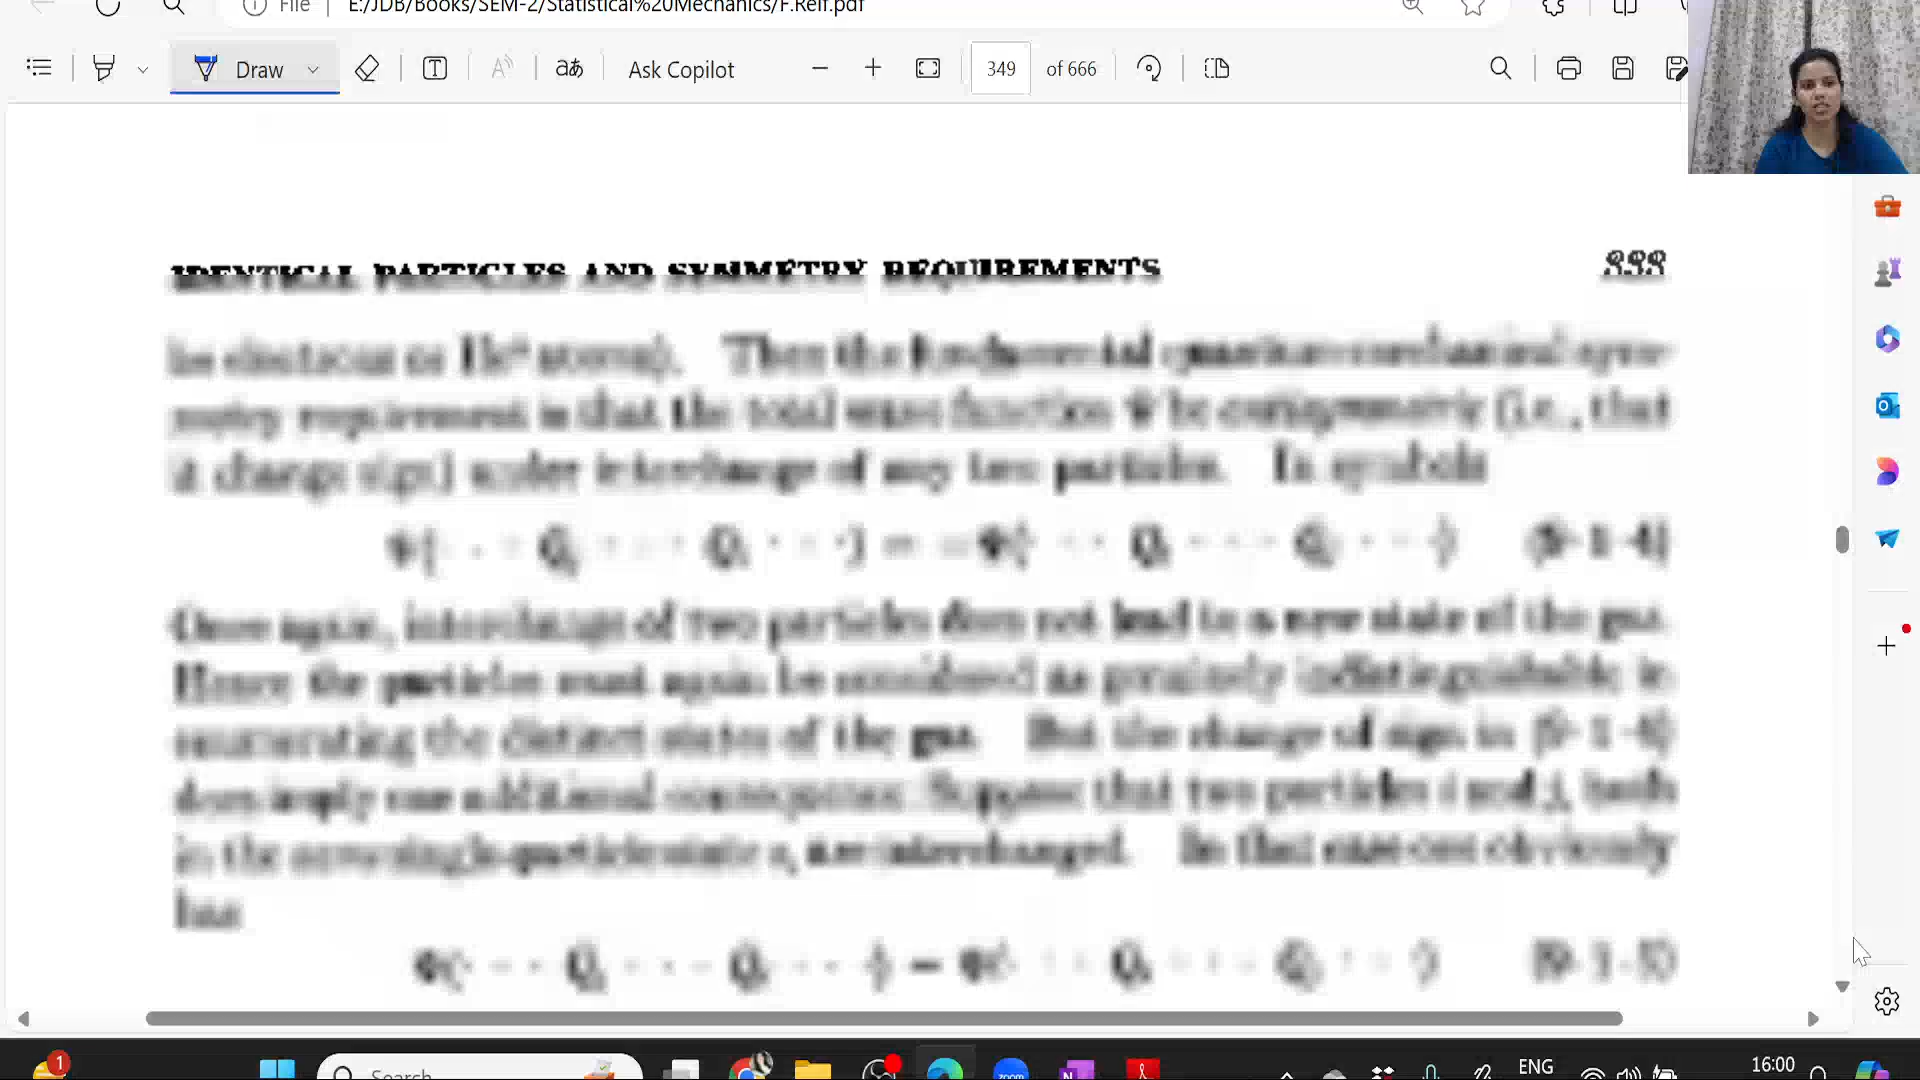 File E:/JDB/Books/SEM-2/Statistical%20Mechanics/F.Reif.pdf
Draw Ask Copilot 349 of 666
IDENTICAL PARTICLES AND SYMMETRY REQUIREMENTS 333
Then the fundamental quantum-mechanical sym-
metry requirement is that the total wave function Ψ be antisymmetric (i.e., that
it change sign) under interchange of any two particles. In symbols
Once again, interchange of two particles does not lead to a new state of the gas.
Hence the particles must again be considered as genuinely indistinguishable in
enumerating the distinct states of the gas. But the change of sign in
does imply one additional consequence. Suppose that two particles i and j, both
in the same single-particle state s, are interchanged. In that case one obviously
has
1
Search
zoom
ENG
16:00